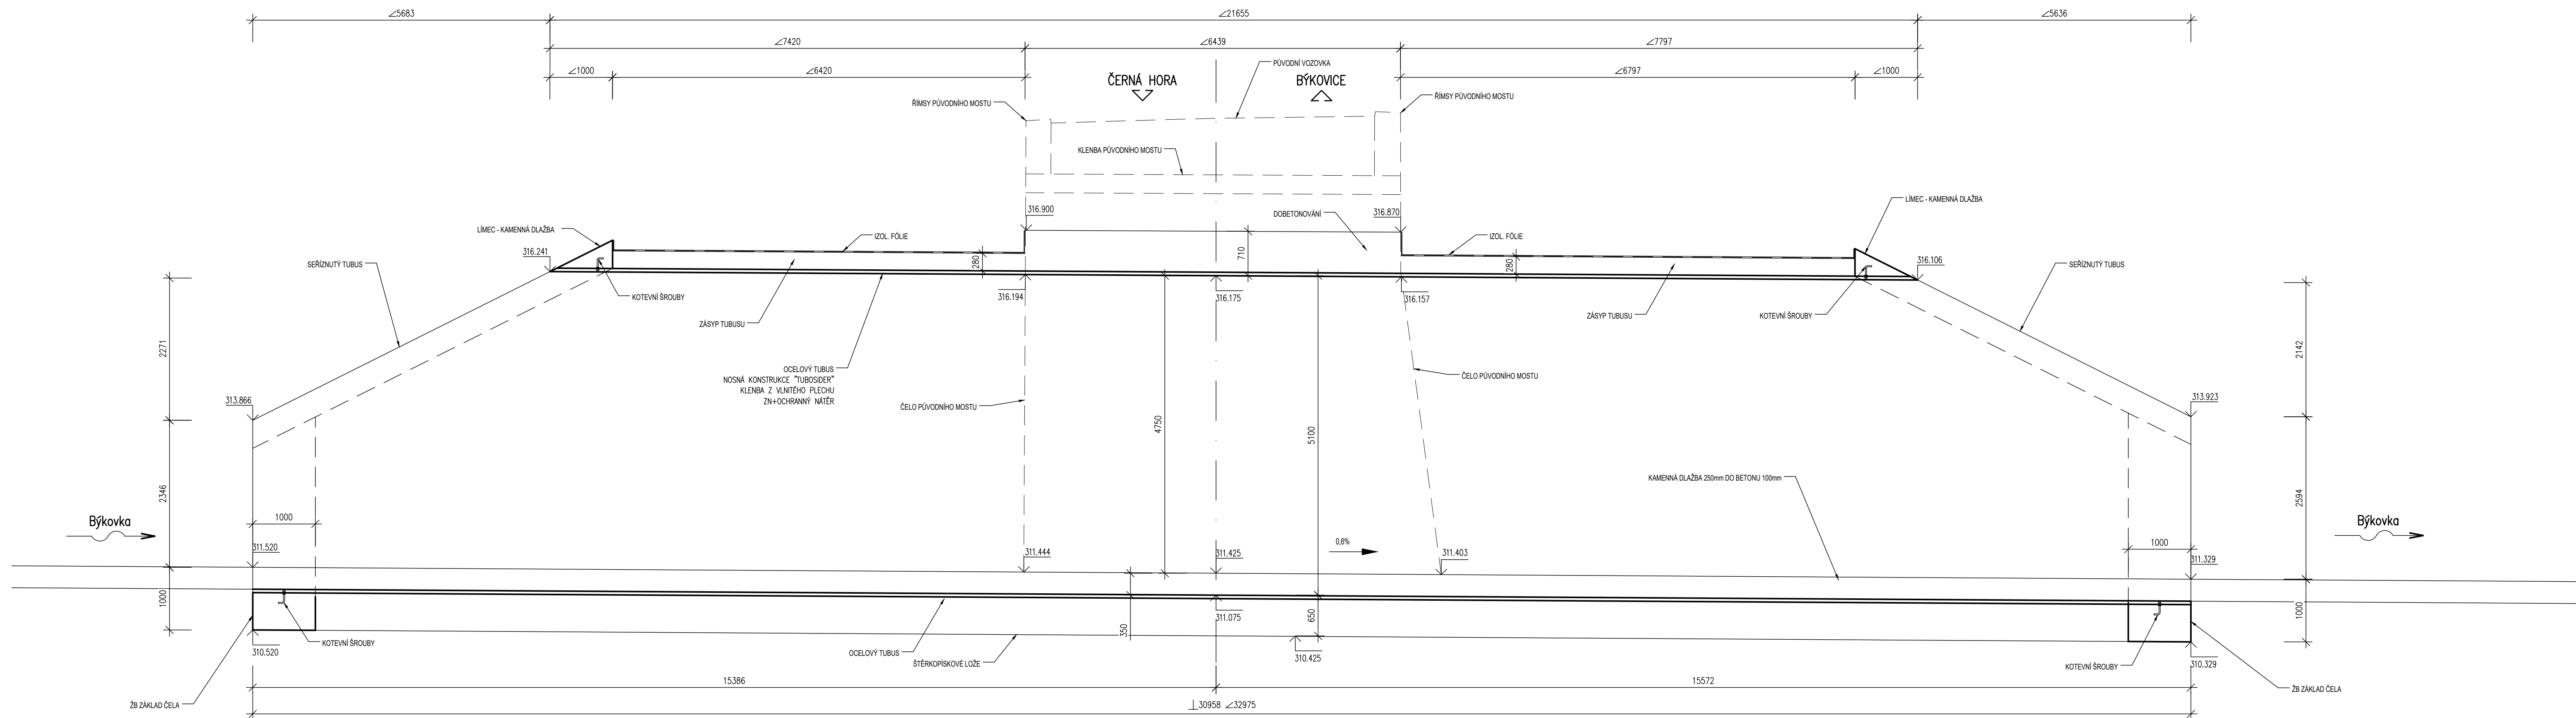 ∠5683
∠21655
∠5636
∠7420
∠6439
∠7797
∠1000
∠6420
∠6797
∠1000
ČERNÁ HORA
PŮVODNÍ VOZOVKA
BÝKOVICE
ŘÍMSY PŮVODNÍHO MOSTU
ŘÍMSY PŮVODNÍHO MOSTU
KLENBA PŮVODNÍHO MOSTU
LÍMEC - KAMENNÁ DLAŽBA
316.900
DOBETONOVÁNÍ
316.870
LÍMEC - KAMENNÁ DLAŽBA
IZOL. FÓLIE
IZOL. FÓLIE
316.241
SEŘÍZNUTÝ TUBUS
280
710
280
316.106
SEŘÍZNUTÝ TUBUS
KOTEVNÍ ŠROUBY
316.194
316.175
316.157
ZÁSYP TUBUSU
ZÁSYP TUBUSU
KOTEVNÍ ŠROUBY
2271
2142
OCELOVÝ TUBUS
NOSNÁ KONSTRUKCE "TUBOSIDER"
KLENBA Z VLNITÉHO PLECHU
ZN+OCHRANNÝ NÁTĚR
ČELO PŮVODNÍHO MOSTU
ČELO PŮVODNÍHO MOSTU
313.866
313.923
4750
5100
2346
KAMENNÁ DLAŽBA 250mm DO BETONU 100mm
2594
Býkovka
1000
Býkovka
311.520
311.444
311.425
0,6%
311.403
1000
311.329
1000
350
311.075
650
1000
310.520
KOTEVNÍ ŠROUBY
OCELOVÝ TUBUS
ŠTĚRKOPÍSKOVÉ LOŽE
310.425
KOTEVNÍ ŠROUBY
310.329
15386
15572
ŽB ZÁKLAD ČELA
ŽB ZÁKLAD ČELA
⊥30958 ∠32975